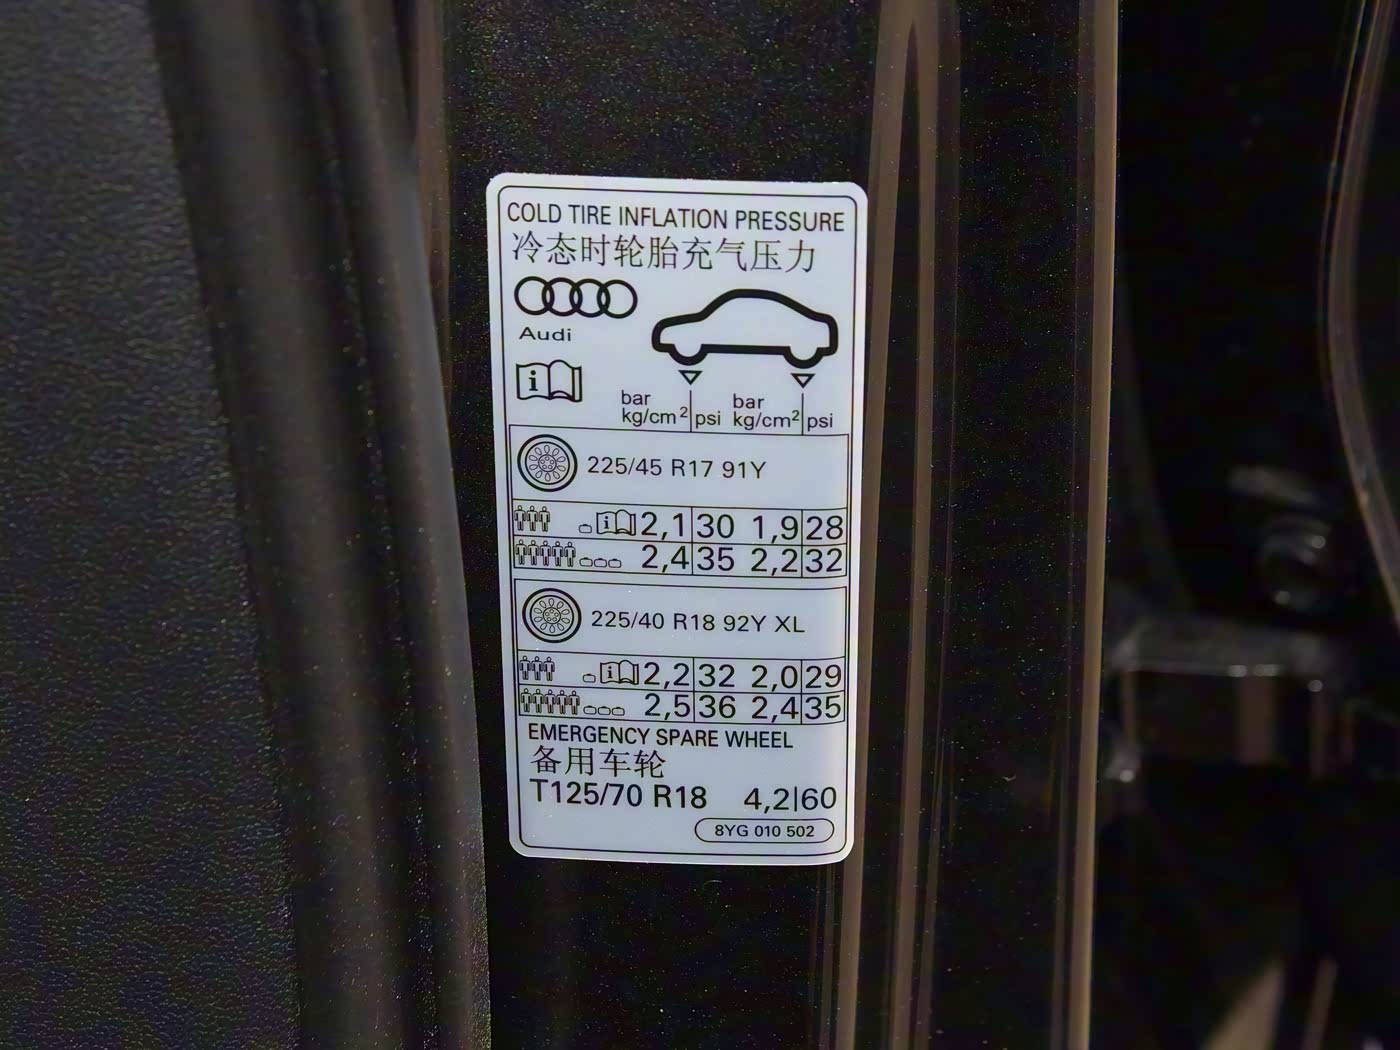 COLD TIRE INFLATION PRESSURE
冷态时轮胎充气压力
Audi
i
bar kg/cm² psi bar kg/cm² psi
225/45 R17 91Y
i 2,1 30 1,9 28
2,4 35 2,2 32
225/40 R18 92Y XL
i 2,2 32 2,0 29
2,5 36 2,4 35
EMERGENCY SPARE WHEEL
备用车轮
T125/70 R18 4,2|60
8YG 010 502